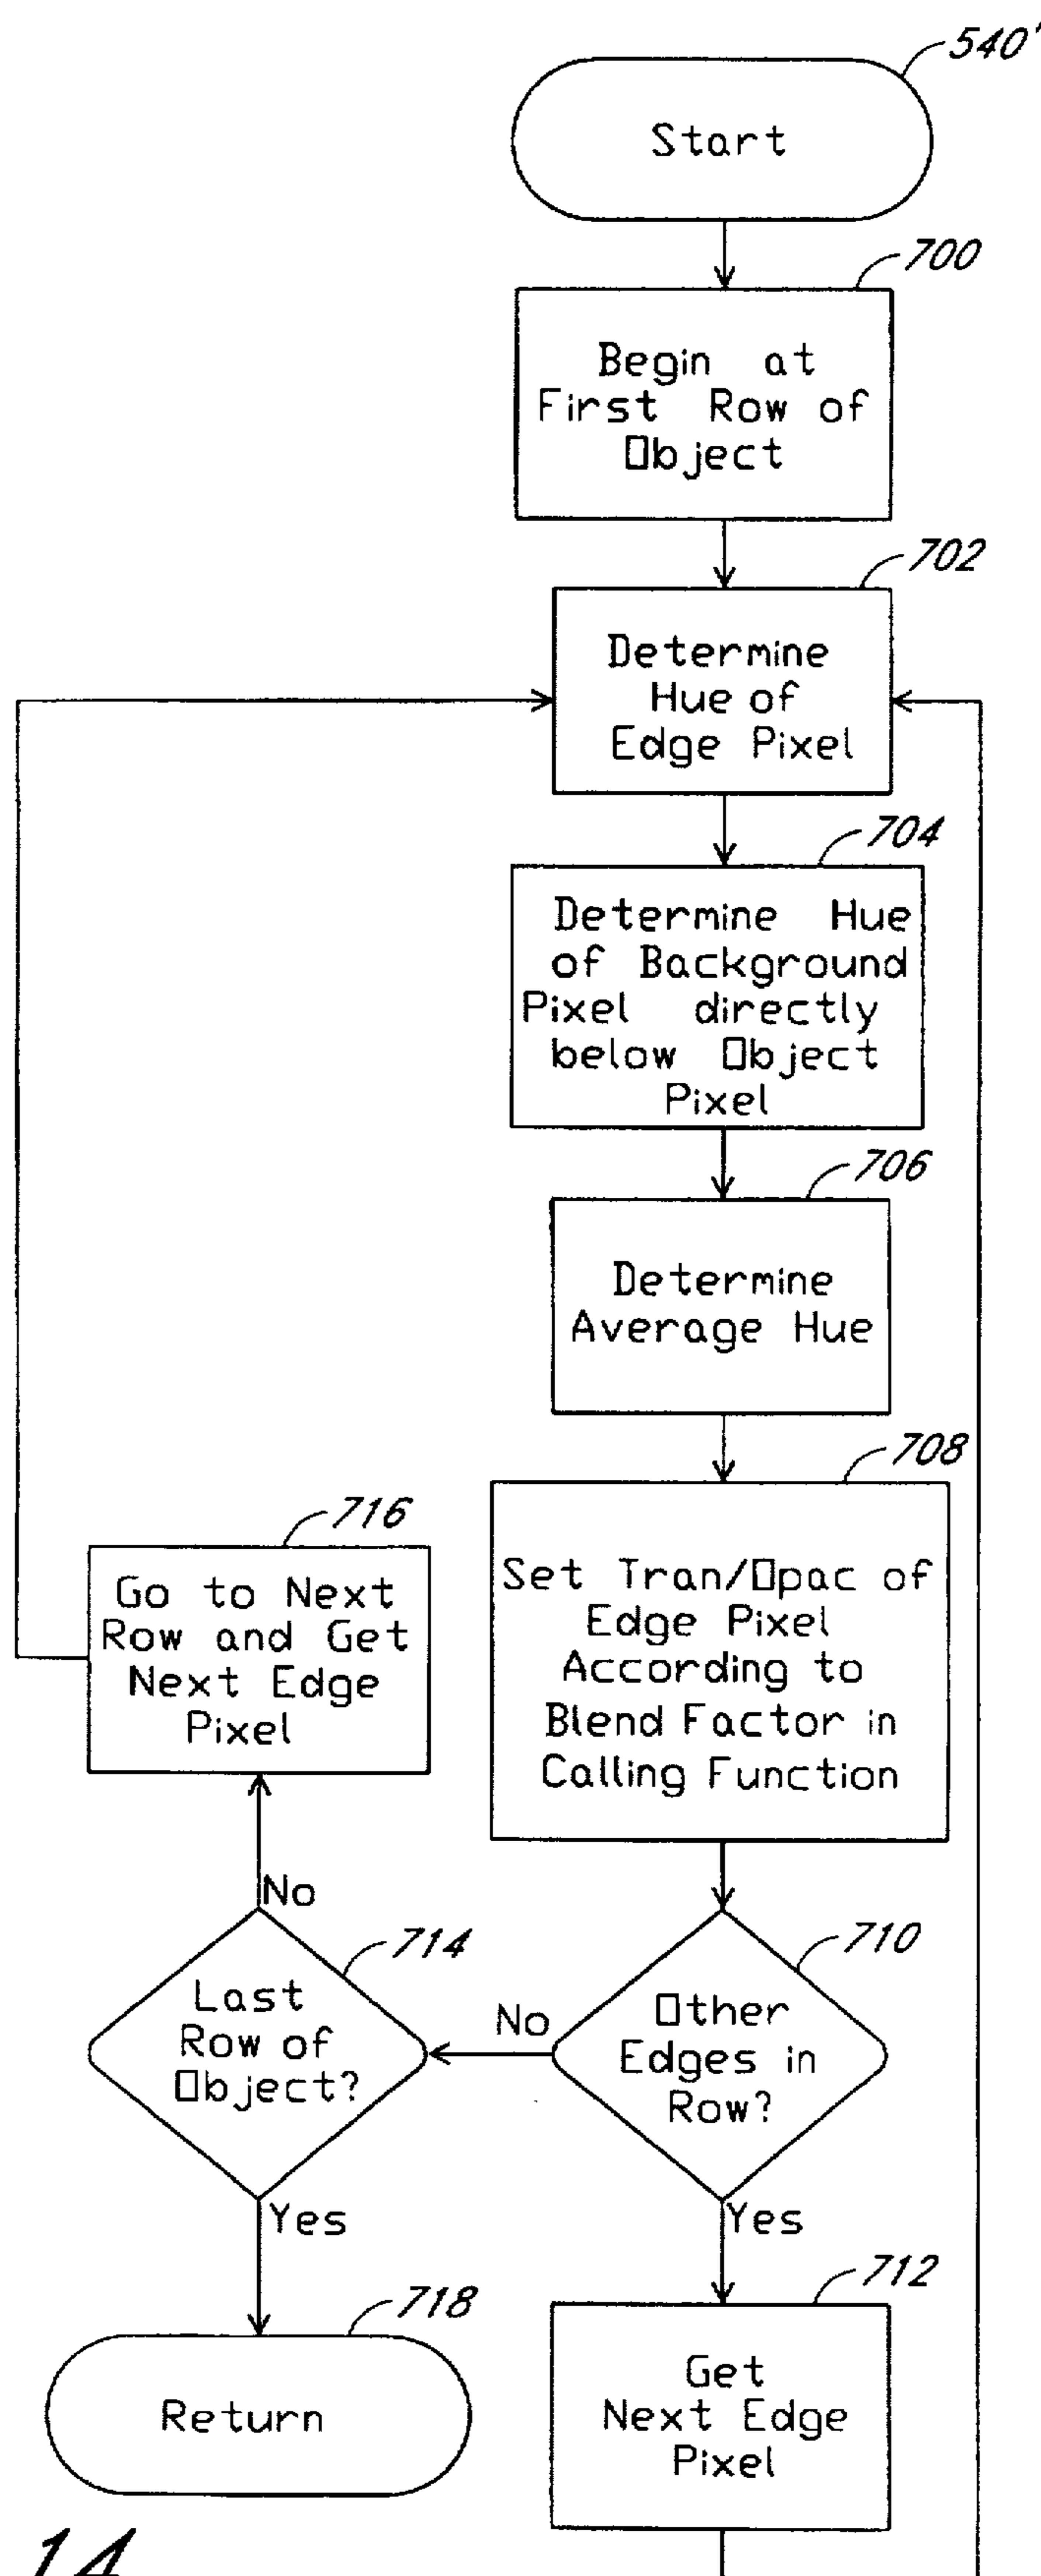 540'
Start
700
Begin at
First Row of
Object
702
Determine
Hue of
Edge Pixel
704
Determine Hue
of Background
Pixel directly
below Object
Pixel
706
Determine
Average Hue
708
Set Tran/Opac of
Edge Pixel
According to
Blend Factor in
Calling Function
716
Go to Next
Row and Get
Next Edge
Pixel
No
714
Last
Row of
Object?
No
710
Other
Edges in
Row?
Yes
Yes
718
Return
712
Get
Next Edge
Pixel
14